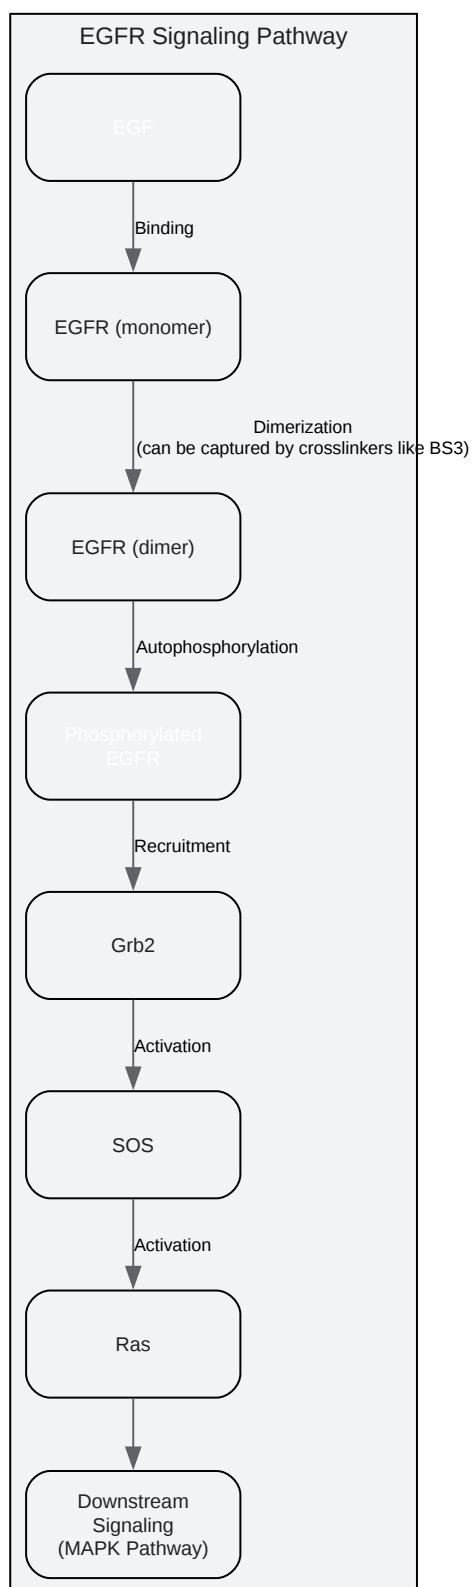 EGFR Signaling Pathway
EGF
Binding
EGFR (monomer)
Dimerization
(can be captured by crosslinkers like BS3)
EGFR (dimer)
Autophosphorylation
Phosphorylated
EGFR
Recruitment
Grb2
Activation
SOS
Activation
Ras
Downstream
Signaling
(MAPK Pathway)